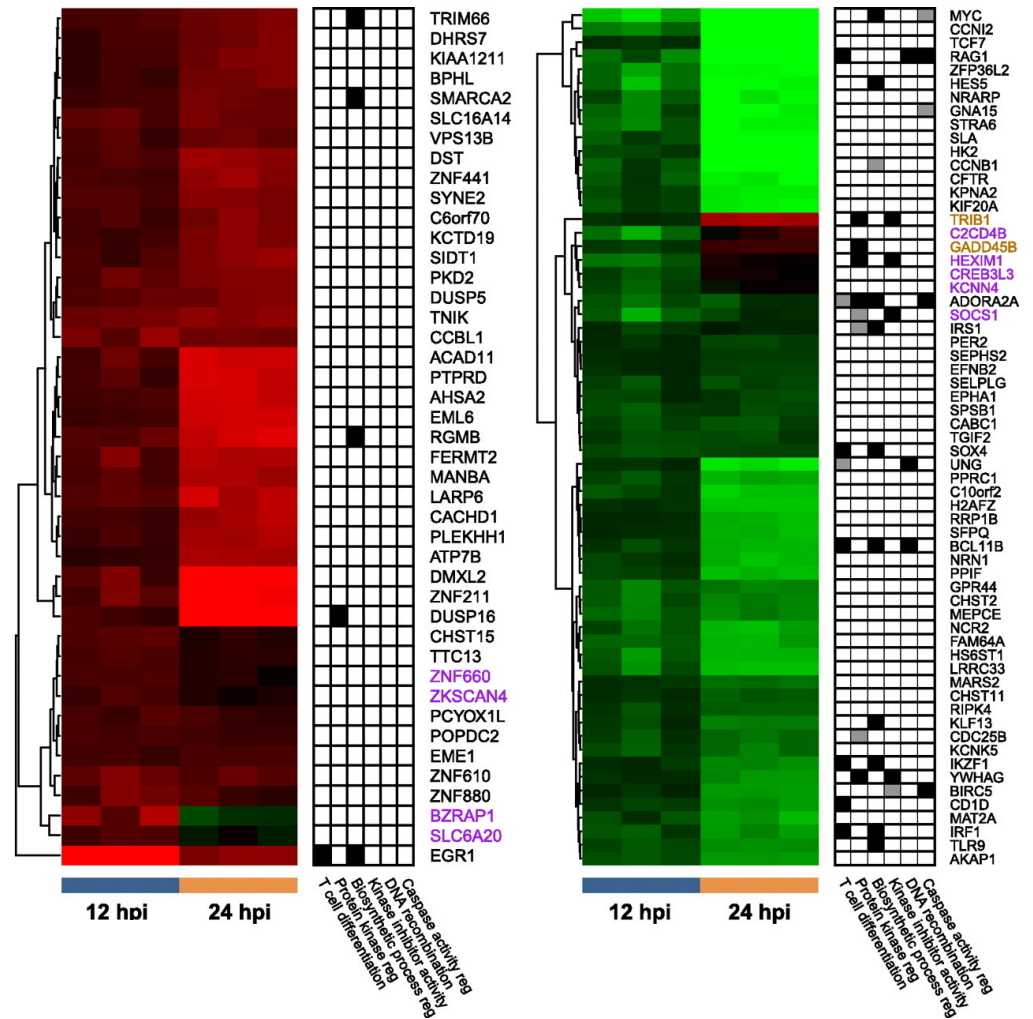 TRIM66
DHRS7
KIAA1211
BPHL
SMARCA2
SLC16A14
VPS13B
DST
ZNF441
SYNE2
C6orf70
KCTD19
SIDT1
PKD2
DUSP5
TNIK
CCBL1
ACAD11
PTPRD
AHSA2
EML6
RGMB
FERMT2
MANBA
LARP6
CACHD1
PLEKHH1
ATP7B
DMXL2
ZNF211
DUSP16
CHST15
TTC13
ZNF660
ZKSCAN4
PCYOX1L
POPDC2
EME1
ZNF610
ZNF880
BZRAP1
SLC6A20
EGR1
12 hpi
24 hpi
T cell differentiation
Protein kinase reg
Biosynthetic process reg
Kinase inhibitor activity
DNA recombination
Caspase activity reg
MYC
CCNI2
TCF7
RAG1
ZFP36L2
HES5
NRARP
GNA15
STRA6
SLA
HK2
CCNB1
CFTR
KPNA2
KIF20A
TRIB1
C2CD4B
GADD45B
HEXIM1
CREB3L3
KCNN4
ADORA2A
SOCS1
IRS1
PER2
SEPHS2
EFNB2
SELPLG
EPHA1
SPSB1
CABC1
TGIF2
SOX4
UNG
PPRC1
C10orf2
H2AFZ
RRP1B
SFPQ
BCL11B
NRN1
PPIF
GPR44
CHST2
MEPCE
NCR2
FAM64A
HS6ST1
LRRC33
MARS2
CHST11
RIPK4
KLF13
CDC25B
KCNK5
IKZF1
YWHAG
BIRC5
CD1D
MAT2A
IRF1
TLR9
AKAP1
12 hpi
24 hpi
T cell differentiation
Protein kinase reg
Biosynthetic process reg
Kinase inhibitor activity
DNA recombination
Caspase activity reg